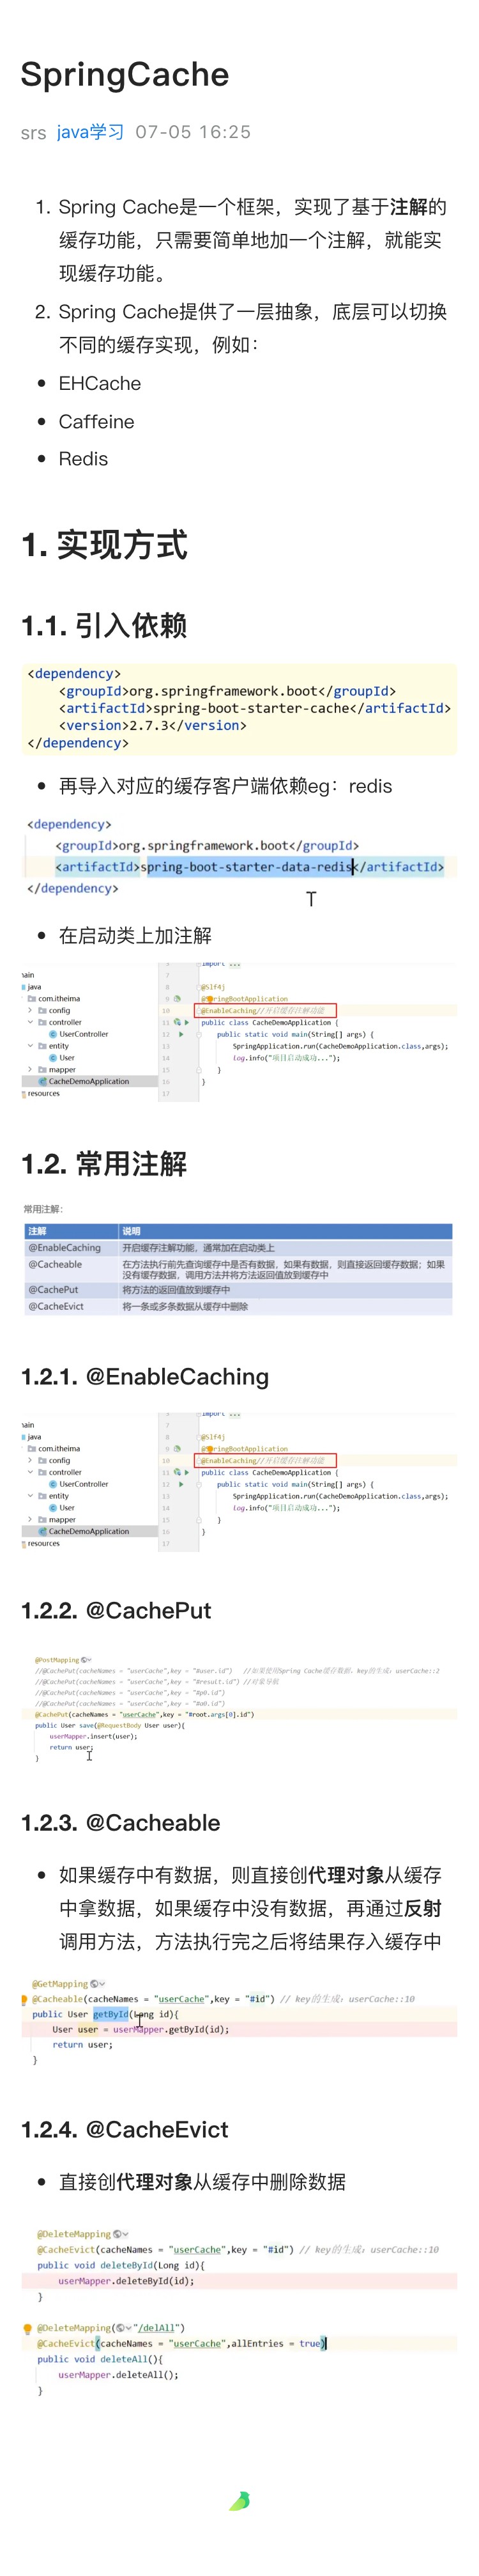 SpringCache
srs java学习 07-05 16:25
1. Spring Cache是一个框架，实现了基于注解的
缓存功能，只需要简单地加一个注解，就能实
现缓存功能。
2. Spring Cache提供了一层抽象，底层可以切换
不同的缓存实现，例如：
EHCache
Caffeine
Redis
1. 实现方式
1.1. 引入依赖
<dependency>
<groupId>org.springframework.boot</groupId>
<artifactId>spring-boot-starter-cache</artifactId>
<version>2.7.3</version>
</dependency>
再导入对应的缓存客户端依赖eg：redis
<dependency>
<groupId>org.springframework.boot</groupId>
<artifactId>spring-boot-starter-data-redis</artifactId>
</dependency>
在启动类上加注解
import ...
ain
7
java
8 @Slf4j
com.itheima
9 @SpringBootApplication
config
10 @EnableCaching//开启缓存注解功能
controller
11 public class CacheDemoApplication {
UserController
12 public static void main(String[] args) {
entity
13 SpringApplication.run(CacheDemoApplication.class,args);
User
14 log.info("项目启动成功...");
mapper
15 }
CacheDemoApplication
16 }
resources
17
1.2. 常用注解
常用注解：
注解 说明
@EnableCaching 开启缓存注解功能，通常加在启动类上
@Cacheable 在方法执行前先查询缓存中是否有数据，如果有数据，则直接返回缓存数据；如果
没有缓存数据，调用方法并将方法返回值放到缓存中
@CachePut 将方法的返回值放到缓存中
@CacheEvict 将一条或多条数据从缓存中删除
1.2.1. @EnableCaching
import ...
ain
7
java
8 @Slf4j
com.itheima
9 @SpringBootApplication
config
10 @EnableCaching//开启缓存注解功能
controller
11 public class CacheDemoApplication {
UserController
12 public static void main(String[] args) {
entity
13 SpringApplication.run(CacheDemoApplication.class,args);
User
14 log.info("项目启动成功...");
mapper
15 }
CacheDemoApplication
16 }
resources
17
1.2.2. @CachePut
@PostMapping
//@CachePut(cacheNames = "userCache",key = "#user.id") //如果使用Spring Cache缓存数据，key的生成：userCache::2
//@CachePut(cacheNames = "userCache",key = "#result.id") //对象导航
//@CachePut(cacheNames = "userCache",key = "#p0.id")
//@CachePut(cacheNames = "userCache",key = "#a0.id")
@CachePut(cacheNames = "userCache",key = "#root.args[0].id")
public User save(@RequestBody User user){
userMapper.insert(user);
return user;
}
1.2.3. @Cacheable
如果缓存中有数据，则直接创代理对象从缓存
中拿数据，如果缓存中没有数据，再通过反射
调用方法，方法执行完之后将结果存入缓存中
@GetMapping
@Cacheable(cacheNames = "userCache",key = "#id") // key的生成：userCache::10
public User getById(Long id){
User user = userMapper.getById(id);
return user;
}
1.2.4. @CacheEvict
直接创代理对象从缓存中删除数据
@DeleteMapping
@CacheEvict(cacheNames = "userCache",key = "#id") // key的生成：userCache::10
public void deleteById(Long id){
userMapper.deleteById(id);
}
@DeleteMapping("/delAll")
@CacheEvict(cacheNames = "userCache",allEntries = true)
public void deleteAll(){
userMapper.deleteAll();
}